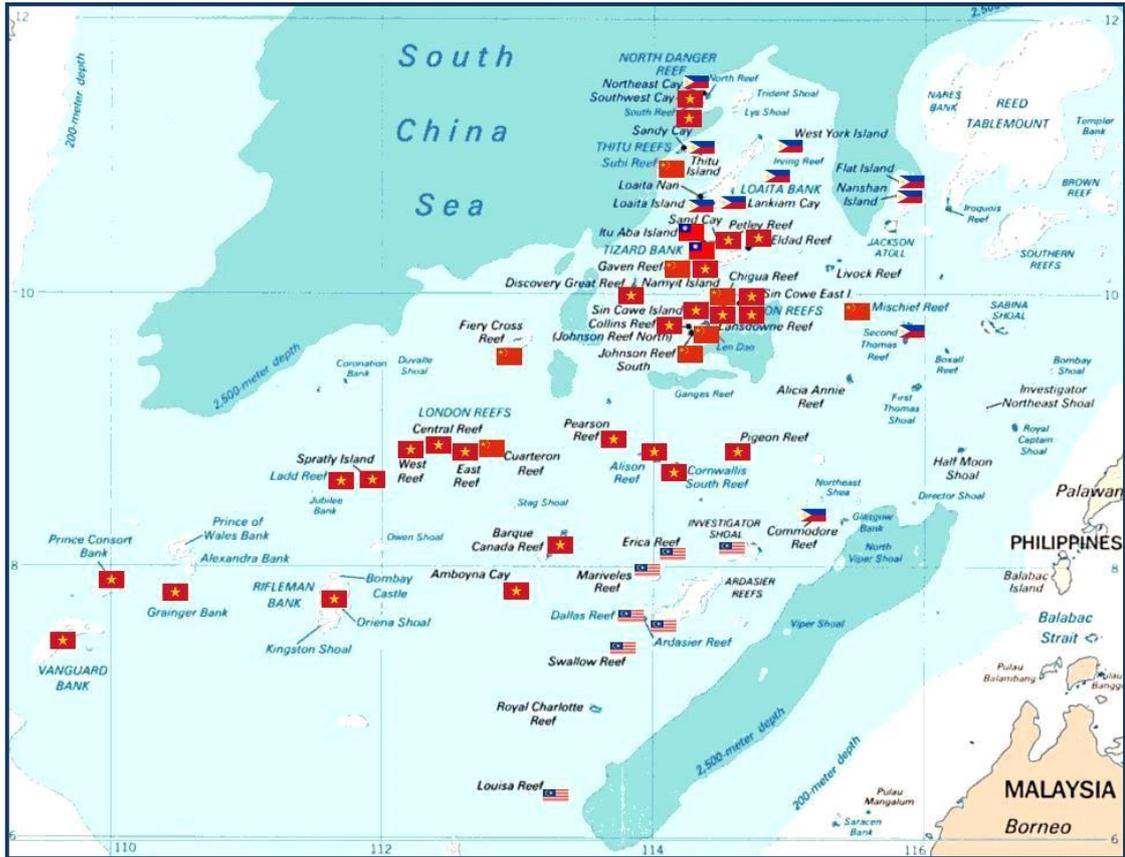 12
12
2,500-
200-meter depth
South
China
Sea
NORTH DANGER
REEF
North Reef
Northeast Cay
Southwest Cay
South Reef
Trident Shoal
Lys Shoal
Sandy Cay
THITU REEFS
Subi Reef
Thitu
Island
West York Island
Irving Reef
Loaita Nan
LOAITA BANK
Loaita Island
Lankiam Cay
Flat Island
Nanshan
Island
NARES
BANK
REED
TABLEMOUNT
Templer
Bank
BROWN
REEF
Iroquois
Reef
JACKSON
ATOLL
SOUTHERN
REEFS
Sand Cay
Petley Reef
Itu Aba Island
Eldad Reef
TIZARD BANK
Gaven Reef
Chigua Reef
Livock Reef
Discovery Great Reef
Namyit Island
10
10
Sin Cowe East I.
Sin Cowe Island
ON REEFS
Mischief Reef
SABINA
SHOAL
Collins Reef
Lansdowne Reef
(Johnson Reef North)
Len Dao
Second
Thomas
Reef
Johnson Reef
South
Fiery Cross
Reef
2,500-meter depth
Coronation
Bank
Duvalle
Shoal
Ganges Reef
Alicia Annie
Reef
Boxall
Reef
Bombay
Shoal
First
Thomas
Shoal
Investigator
Northeast Shoal
Royal
Captain
Shoal
LONDON REEFS
Central Reef
Pearson
Reef
Pigeon Reef
West
Reef
East
Reef
Cuarteron
Reef
Spratly Island
Ladd Reef
Alison
Reef
Cornwallis
South Reef
Half Moon
Shoal
Jubilee
Bank
Stag Shoal
Northeast
Shea
Director Shoal
Palawan
Prince of
Wales Bank
Prince Consort
Bank
Alexandra Bank
Owen Shoal
Barque
Canada Reef
INVESTIGATOR
SHOAL
Erica Reef
Commodore
Reef
Glasgow
Bank
North
Viper Shoal
PHILIPPINES
8
8
Balabac
Island
Grainger Bank
RIFLEMAN
BANK
Bombay
Castle
Oriena Shoal
Kingston Shoal
Amboyna Cay
Mariveles
Reef
ARDASIER
REEFS
Dallas Reef
Ardasier Reef
Viper Shoal
Balabac
Strait
VANGUARD
BANK
Swallow Reef
Pulau
Balambang
Pulau
Bangg
Royal Charlotte
Reef
2,500-meter depth
200-meter depth
Louisa Reef
Pulau
Mangalum
Saracen
Bank
MALAYSIA
Borneo
6
6
110
112
114
116